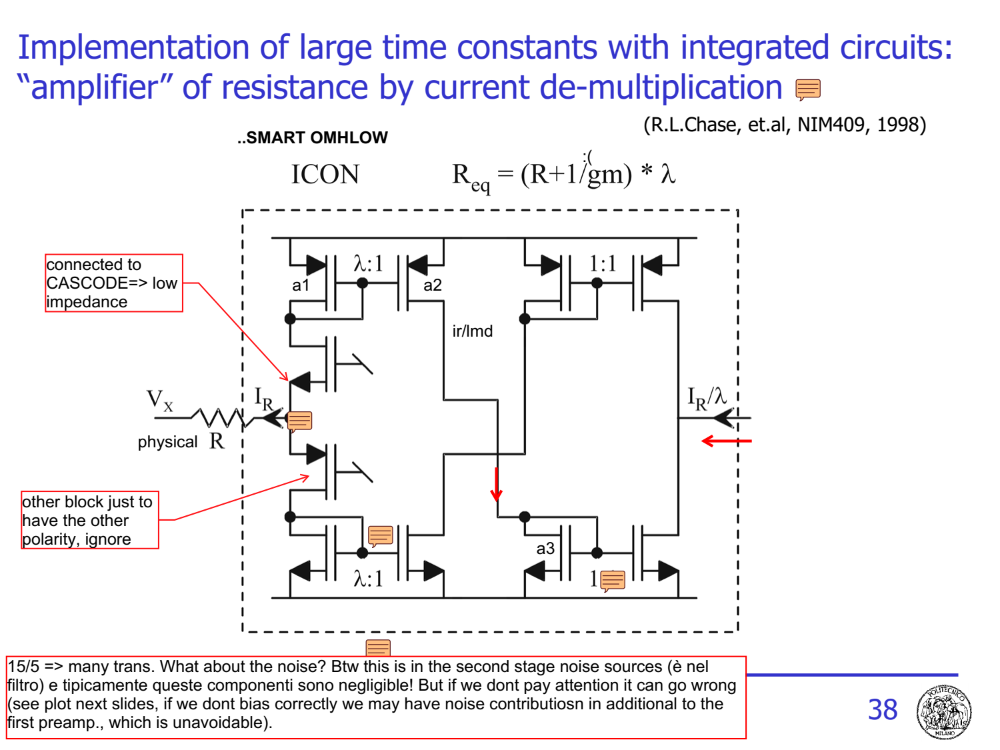 Implementation of large time constants with integrated circuits:
“amplifier” of resistance by current de-multiplication
(R.L.Chase, et.al, NIM409, 1998)
..SMART OMHLOW
:(
ICON
Req = (R+1/gm) * λ
connected to
CASCODE=> low
impedance
λ:1
1:1
a1
a2
ir/lmd
VX
IR
IR/λ
physical
R
other block just to
have the other
polarity, ignore
a3
λ:1
1
15/5 => many trans. What about the noise? Btw this is in the second stage noise sources (è nel
filtro) e tipicamente queste componenti sono negligible! But if we dont pay attention it can go wrong
(see plot next slides, if we dont bias correctly we may have noise contributiosn in additional to the
first preamp., which is unavoidable).
38
POLITECNICO
MILANO